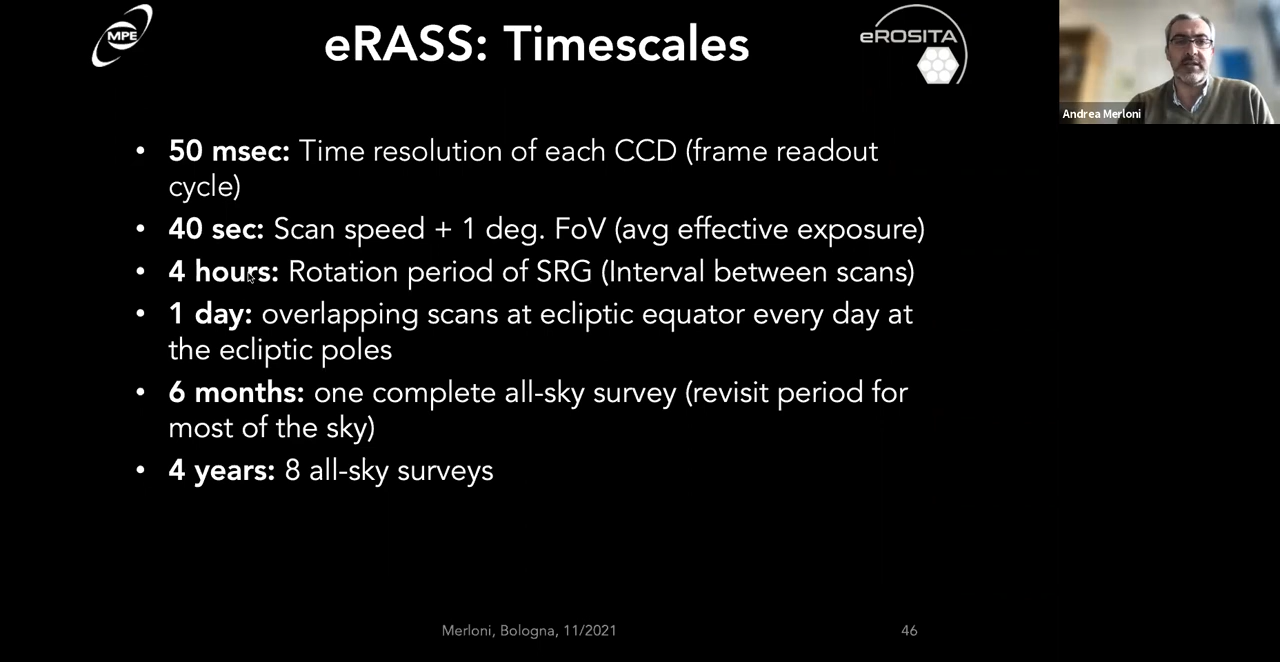 MPE
eRASS: Timescales
eROSITA
Andrea Merloni
• 50 msec: Time resolution of each CCD (frame readout
cycle)
• 40 sec: Scan speed + 1 deg. FoV (avg effective exposure)
• 4 hours: Rotation period of SRG (Interval between scans)
• 1 day: overlapping scans at ecliptic equator every day at
the ecliptic poles
• 6 months: one complete all-sky survey (revisit period for
most of the sky)
• 4 years: 8 all-sky surveys
Merloni, Bologna, 11/2021
46